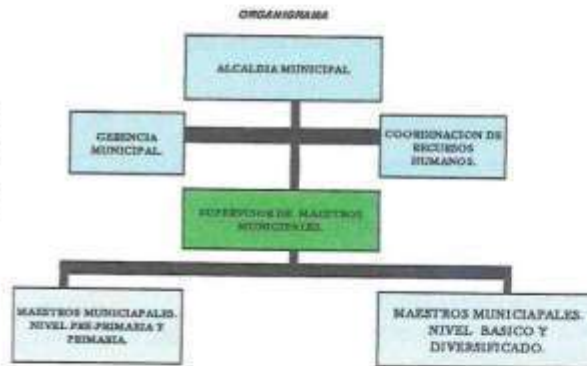 ORGANIGRAMA
ALCALDIA MUNICIPAL
GERENCIA
MUNICIPAL.
COORDINACION DE
RECURSOS
HUMANOS.
SUPERVISOR DE MAESTROS
MUNICIPALES.
MAESTROS MUNICIAPALES.
NIVEL PRE-PRIMARIA Y
PRIMARIA.
MAESTROS MUNICIAPALES.
NIVEL BASICO Y
DIVERSIFICADO.